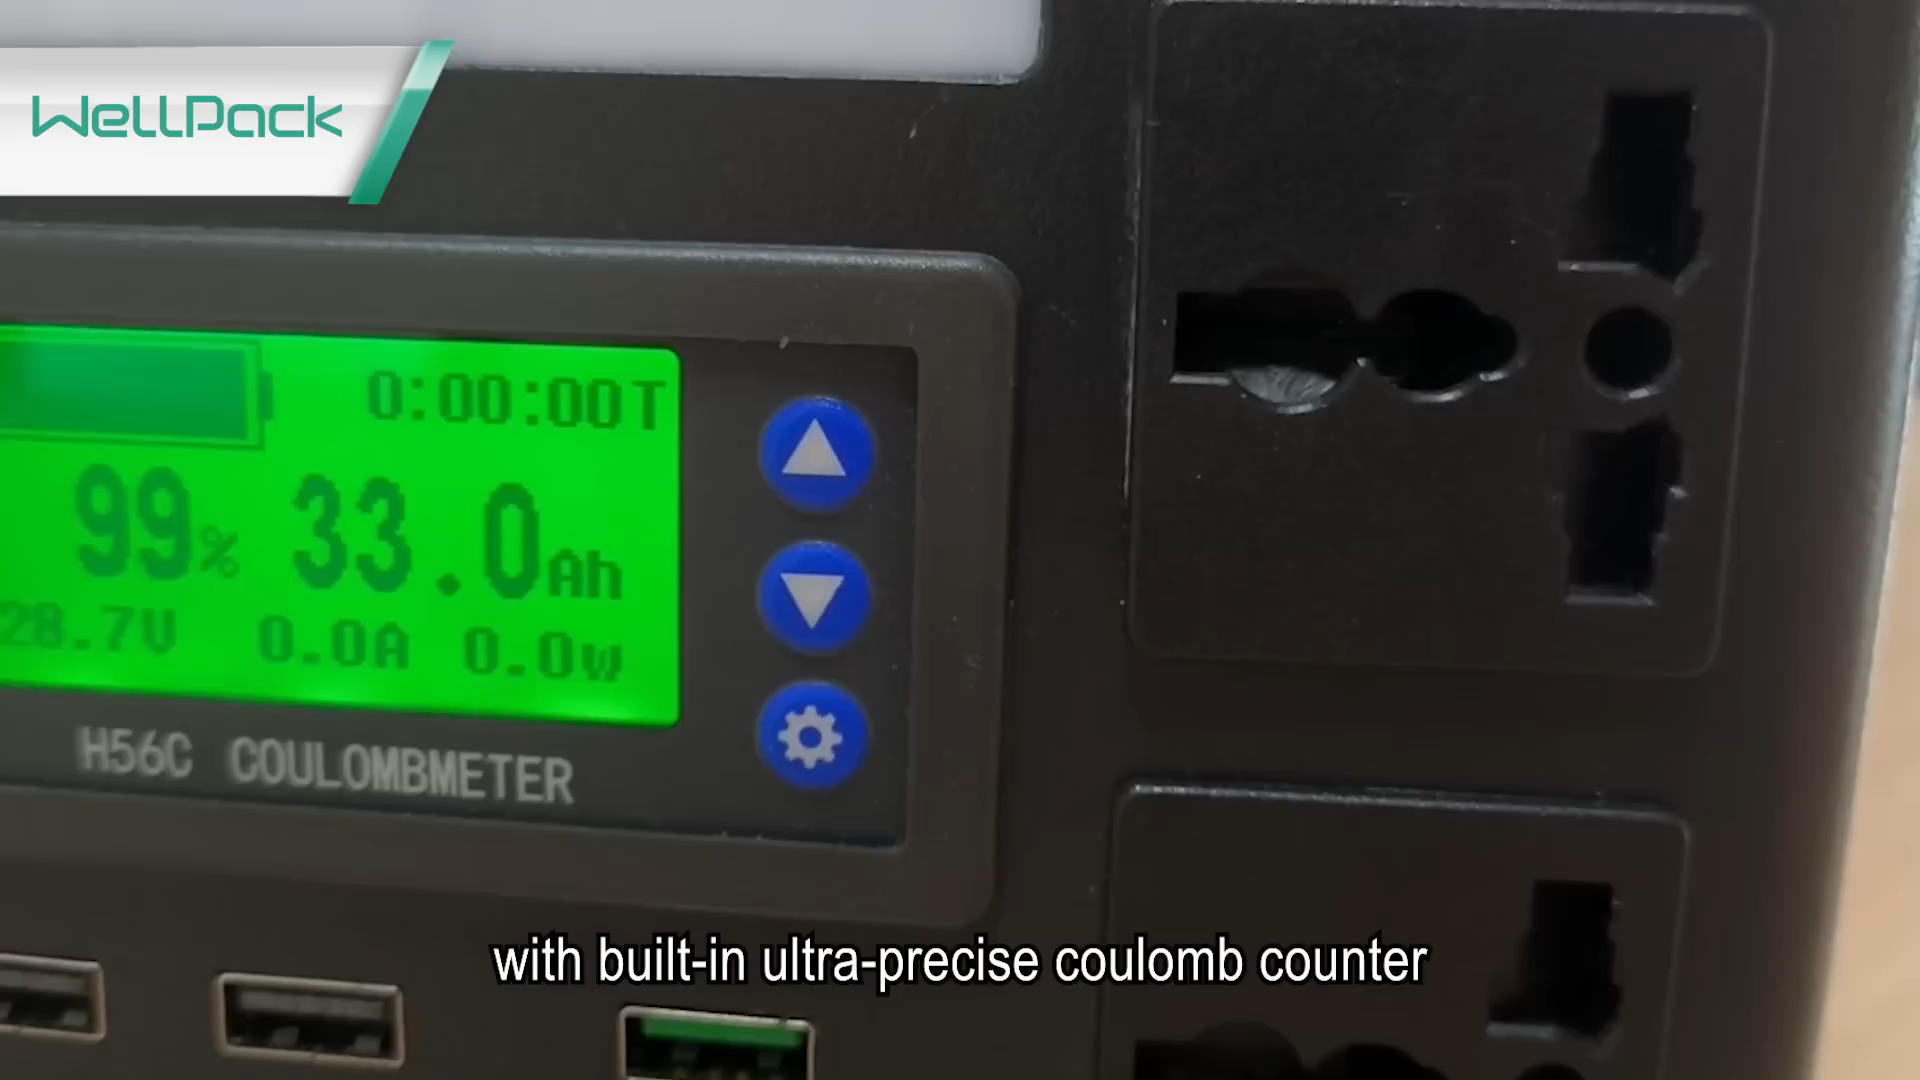 WellPack
0:00:00T
99% 33.0Ah
28.7V 0.0A 0.0W
H56C COULOMBMETER
with built-in ultra-precise coulomb counter